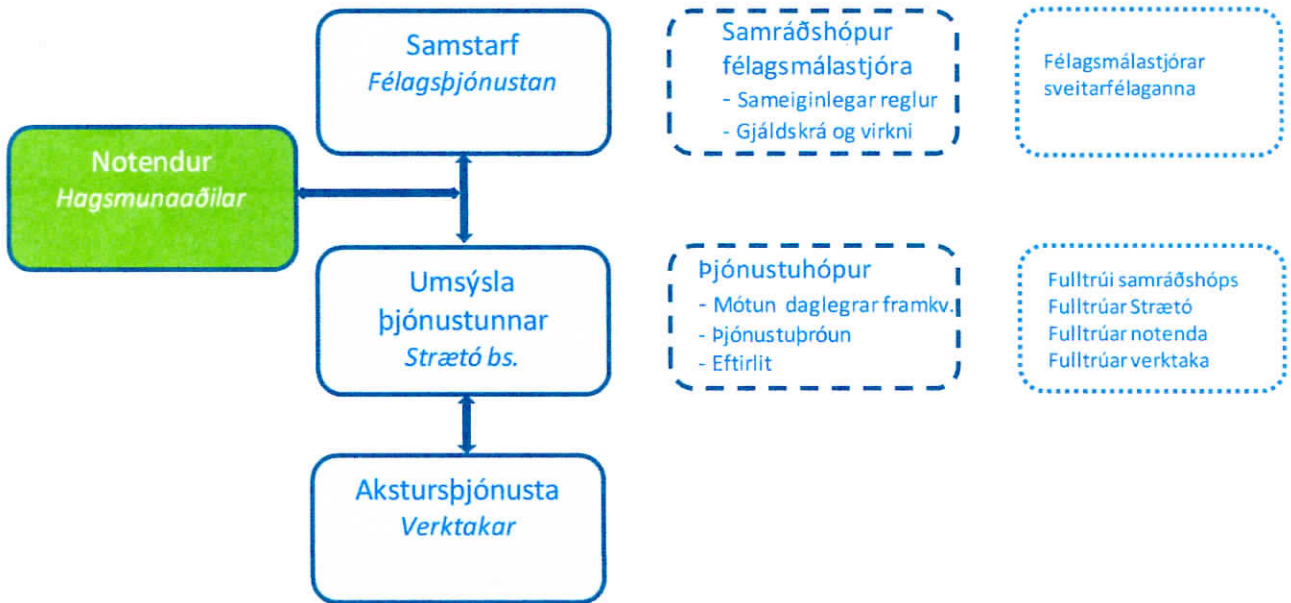 Samstarf
Félagsþjónustan
Samráðshópur
félagsmálastjóra
- Sameiginlegar reglur
- Gjáldskrá og virkni
Félagsmálastjórar
sveitarfélaganna
Notendur
Hagsmunaaðilar
Umsýsla
þjónustunnar
Strætó bs.
Þjónustuhópur
- Mótun daglegrar framkv.
- Þjónustuþróun
- Eftirlit
Fulltrúi samráðshóps
Fulltrúar Strætó
Fulltrúar notenda
Fulltrúar verktaka
Akstursþjónusta
Verktakar